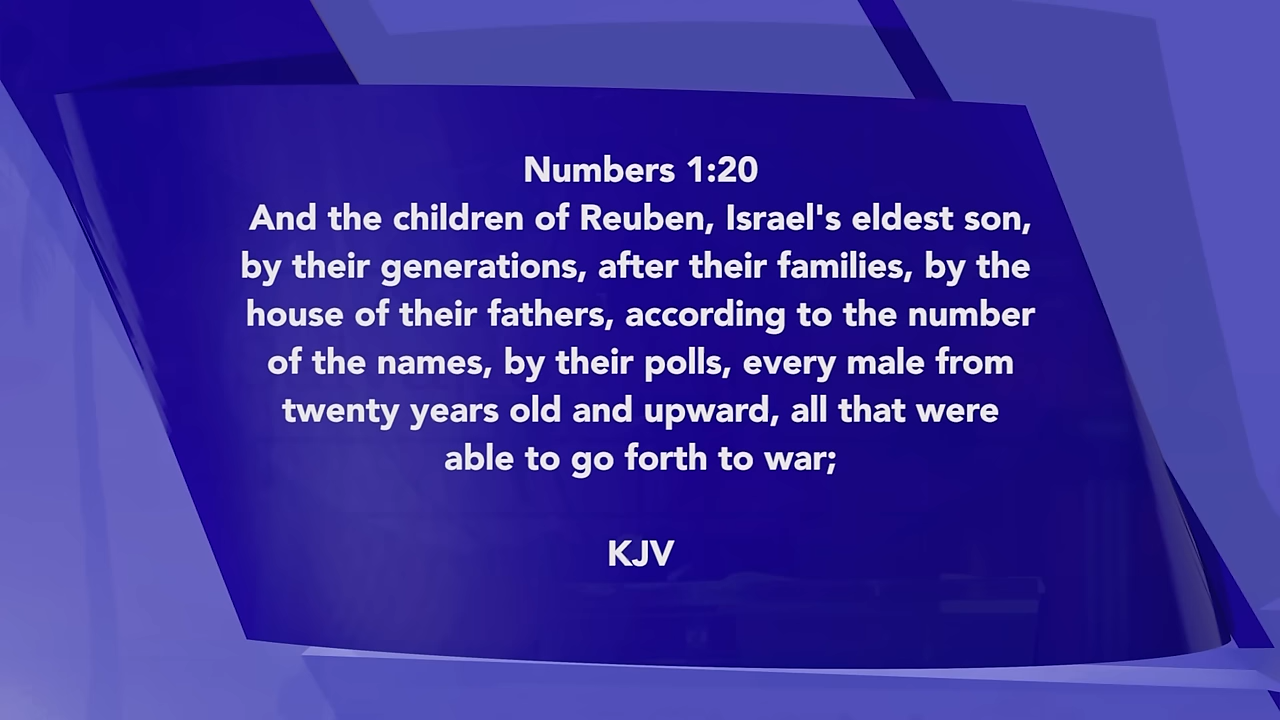 Numbers 1:20
And the children of Reuben, Israel's eldest son,
by their generations, after their families, by the
house of their fathers, according to the number
of the names, by their polls, every male from
twenty years old and upward, all that were
able to go forth to war;
KJV